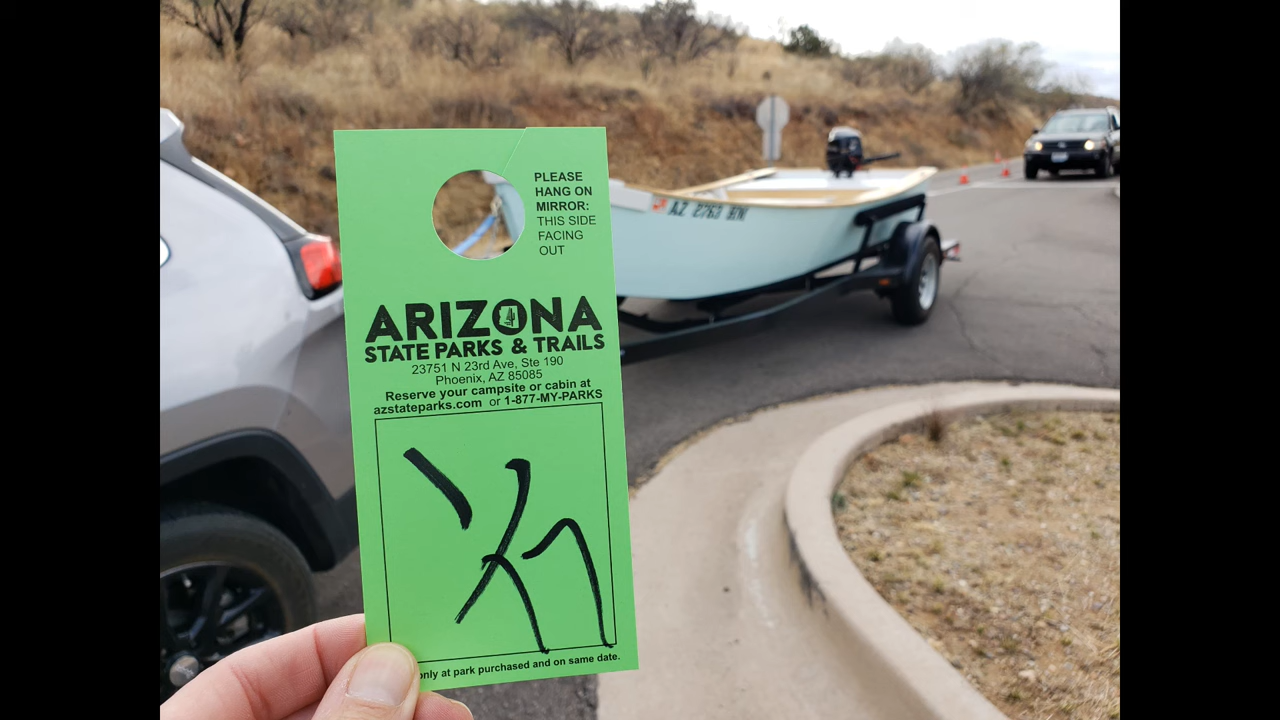 PLEASE
HANG ON
MIRROR:
THIS SIDE
FACING
OUT
ARIZONA
STATE PARKS & TRAILS
23751 N 23rd Ave, Ste 190
Phoenix, AZ 85085
Reserve your campsite or cabin at
azstateparks.com or 1-877-MY-PARKS
only at park purchased and on same date.
AZ 2763